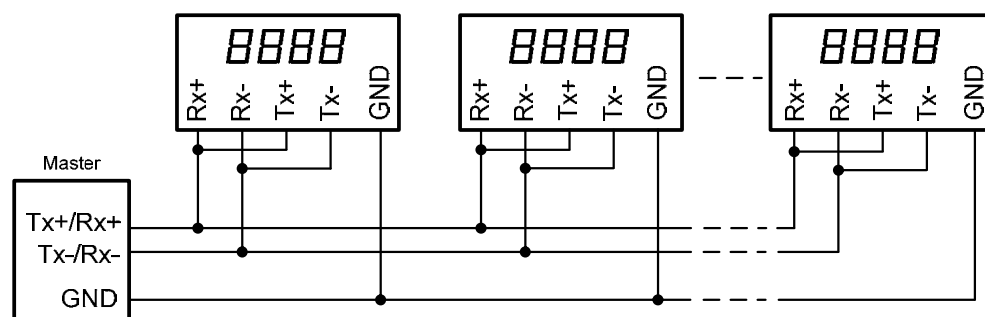 8888 8888 8888
Rx+ Rx- Tx+ Tx- GND Rx+ Rx- Tx+ Tx- GND Rx+ Rx- Tx+ Tx- GND
Master
Tx+/Rx+
Tx-/Rx-
GND